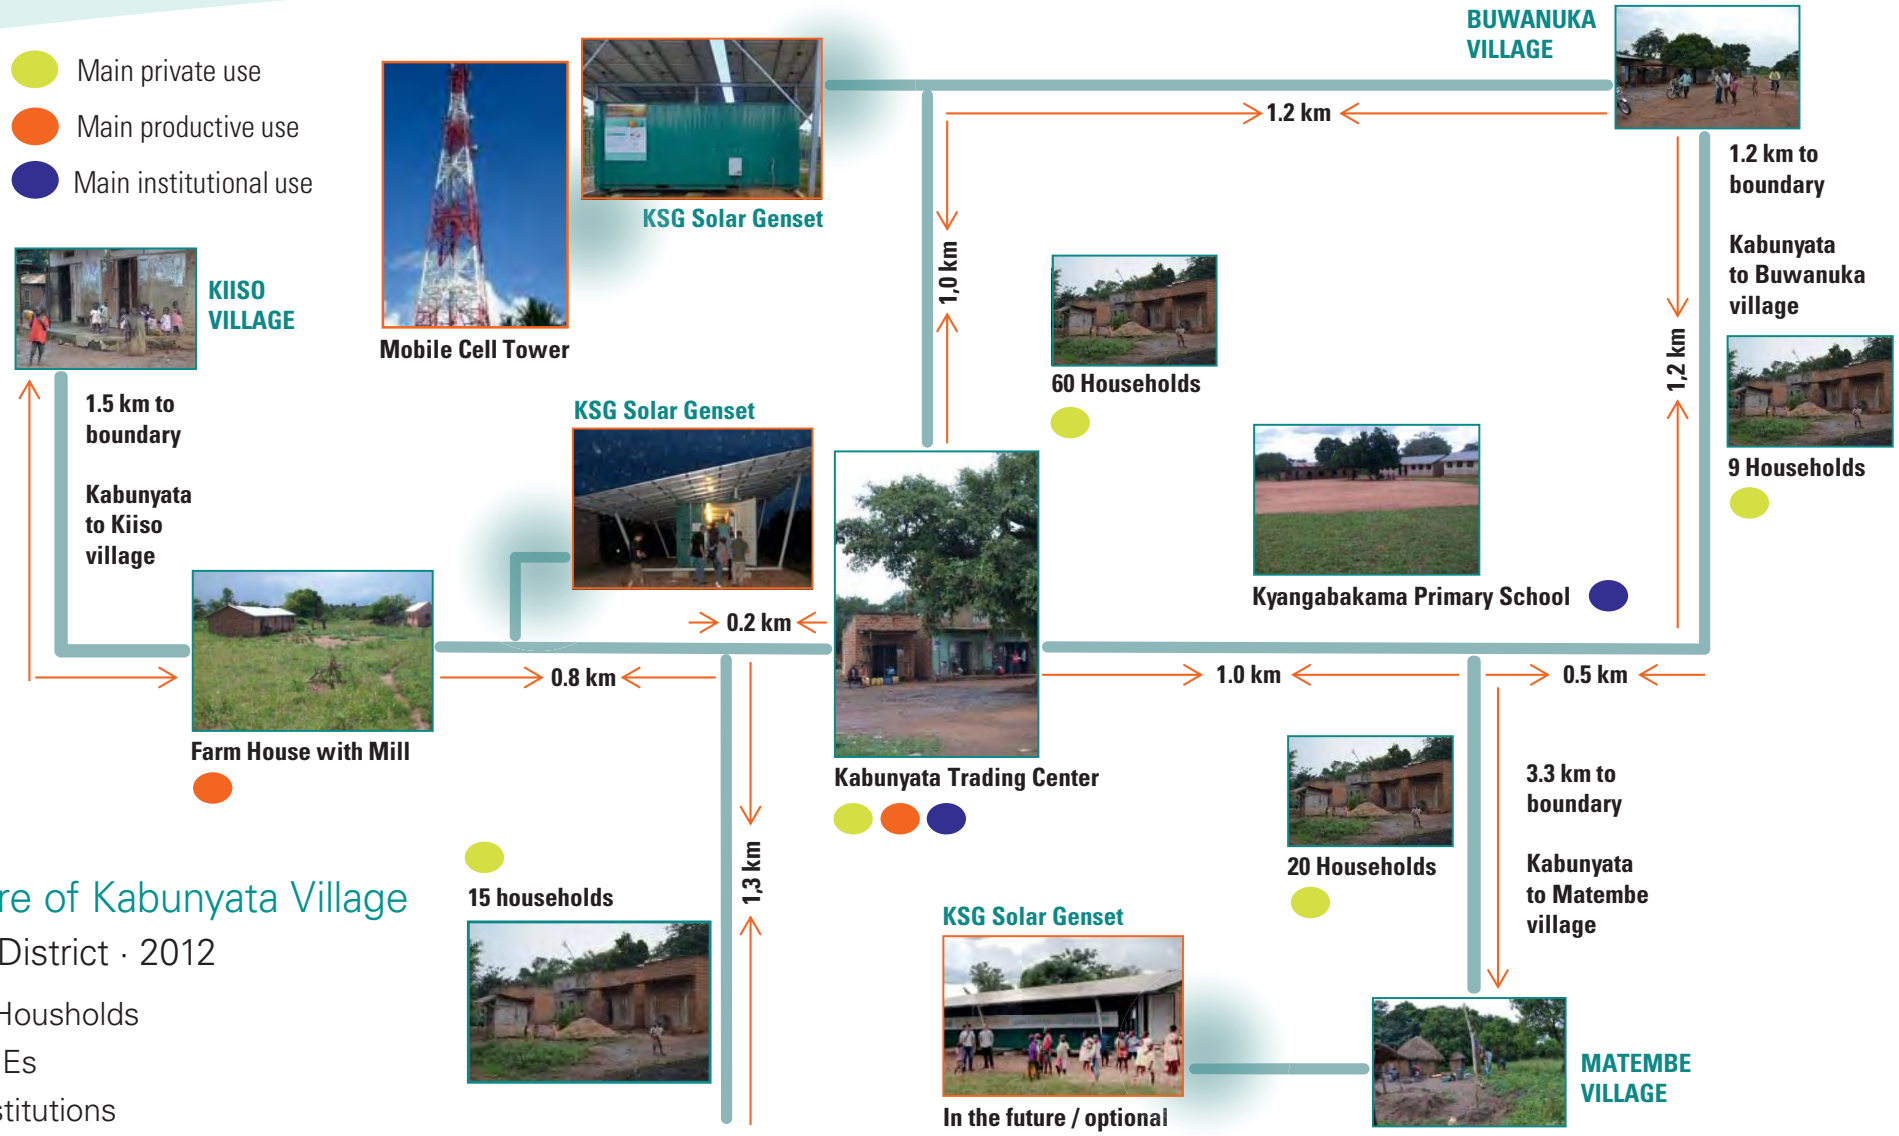 Main private use
Main productive use
Main institutional use
KSG Solar Genset
Mobile Cell Tower
BUWANUKA
VILLAGE
1.2 km
1.2 km to
boundary
Kabunyata
to Buwanuka
village
1,0 km
1,2 km
KIISO
VILLAGE
1.5 km to
boundary
Kabunyata
to Kiiso
village
60 Households
9 Households
KSG Solar Genset
Kyangabakama Primary School
0.2 km
0.8 km
1.0 km
0.5 km
Farm House with Mill
Kabunyata Trading Center
3.3 km to
boundary
Kabunyata
to Matembe
village
20 Households
15 households
1,3 km
re of Kabunyata Village
District · 2012
Housholds
Es
stitutions
KSG Solar Genset
In the future / optional
MATEMBE
VILLAGE